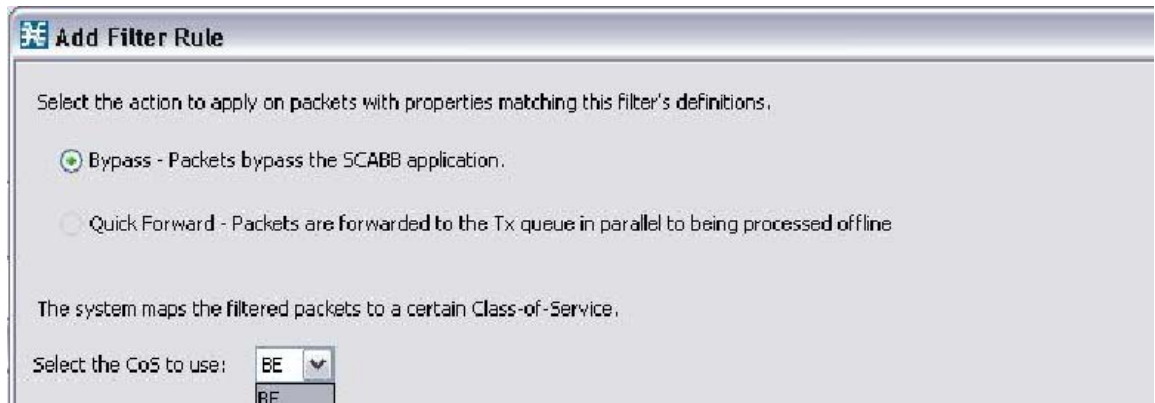 Add Filter Rule
Select the action to apply on packets with properties matching this filter's definitions.
Bypass - Packets bypass the SCABB application.
Quick Forward - Packets are forwarded to the Tx queue in parallel to being processed offline
The system maps the filtered packets to a certain Class-of-Service.
Select the CoS to use: BE
BE